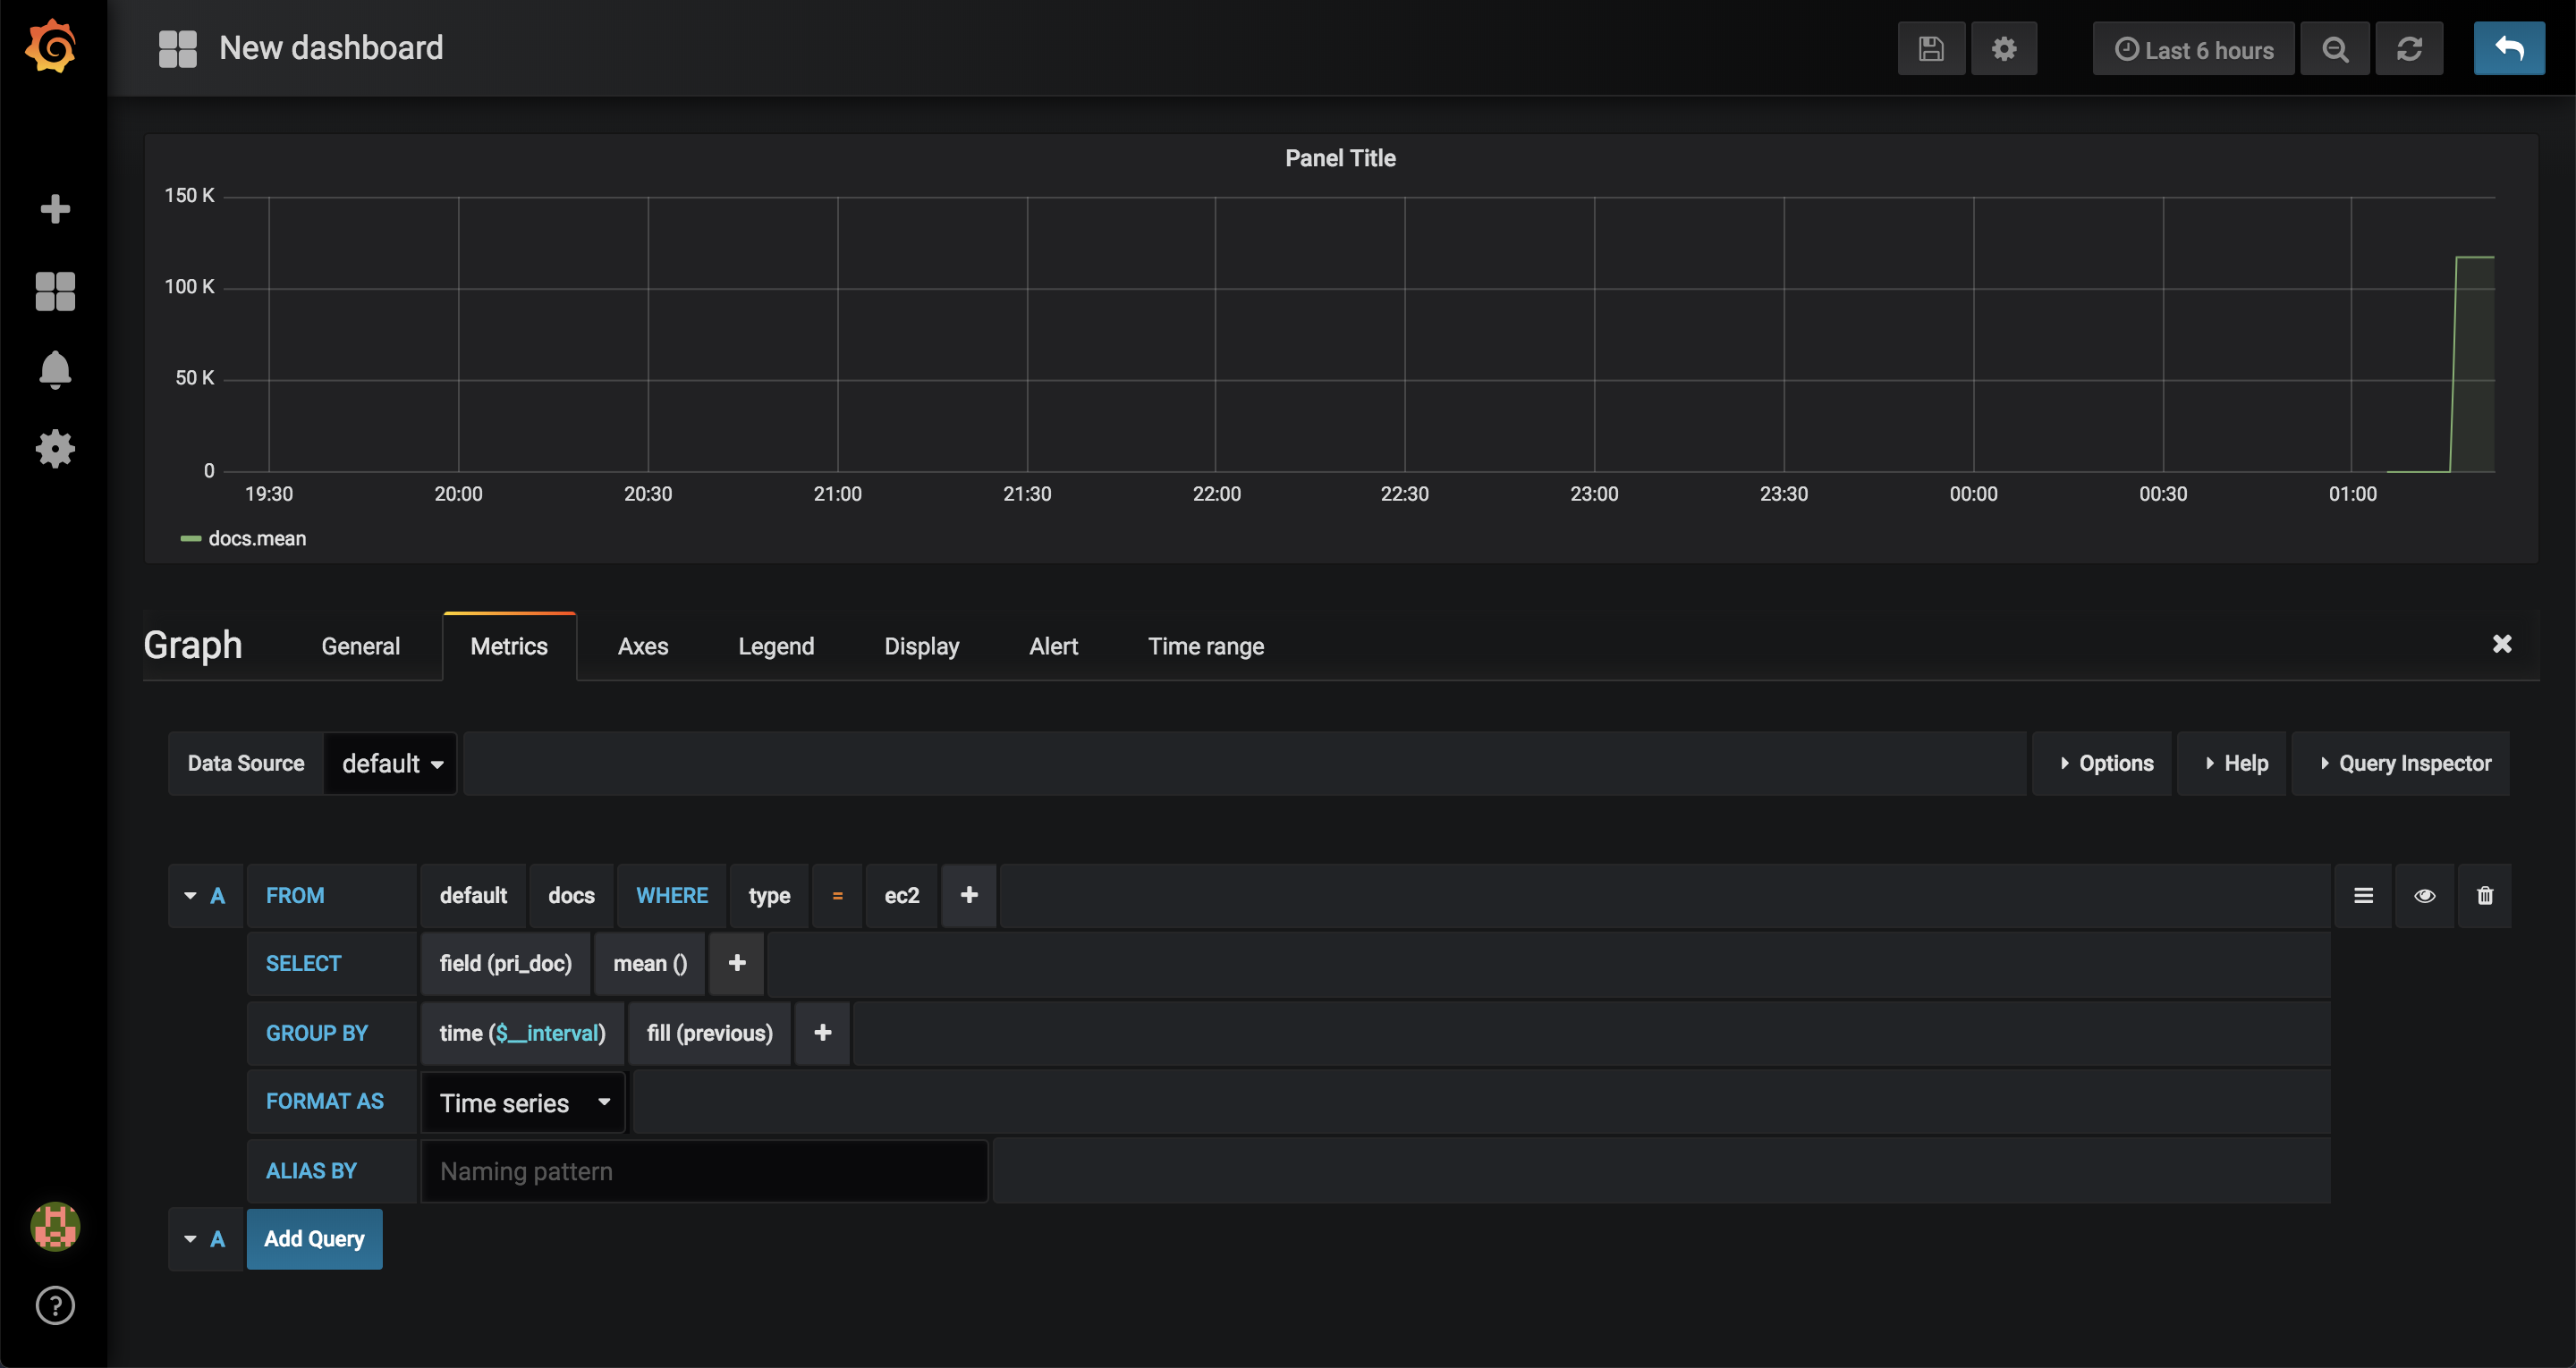 New dashboard
Last 6 hours
Panel Title
150 K
100 K
50 K
0
19:30 20:00 20:30 21:00 21:30 22:00 22:30 23:00 23:30 00:00 00:30 01:00
docs.mean
Graph General Metrics Axes Legend Display Alert Time range
Data Source default Options Help Query Inspector
A FROM default docs WHERE type = ec2 +
SELECT field (pri_doc) mean () +
GROUP BY time ($__interval) fill (previous) +
FORMAT AS Time series
ALIAS BY Naming pattern
A Add Query
?